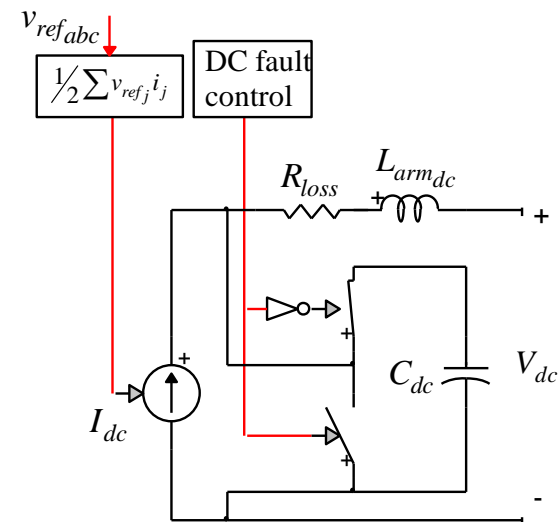 v_ref_abc
1/2 ∑ v_ref_j i_j
DC fault
control
R_loss
L_arm_dc
+
+
+
+
C_dc
V_dc
I_dc
+
-